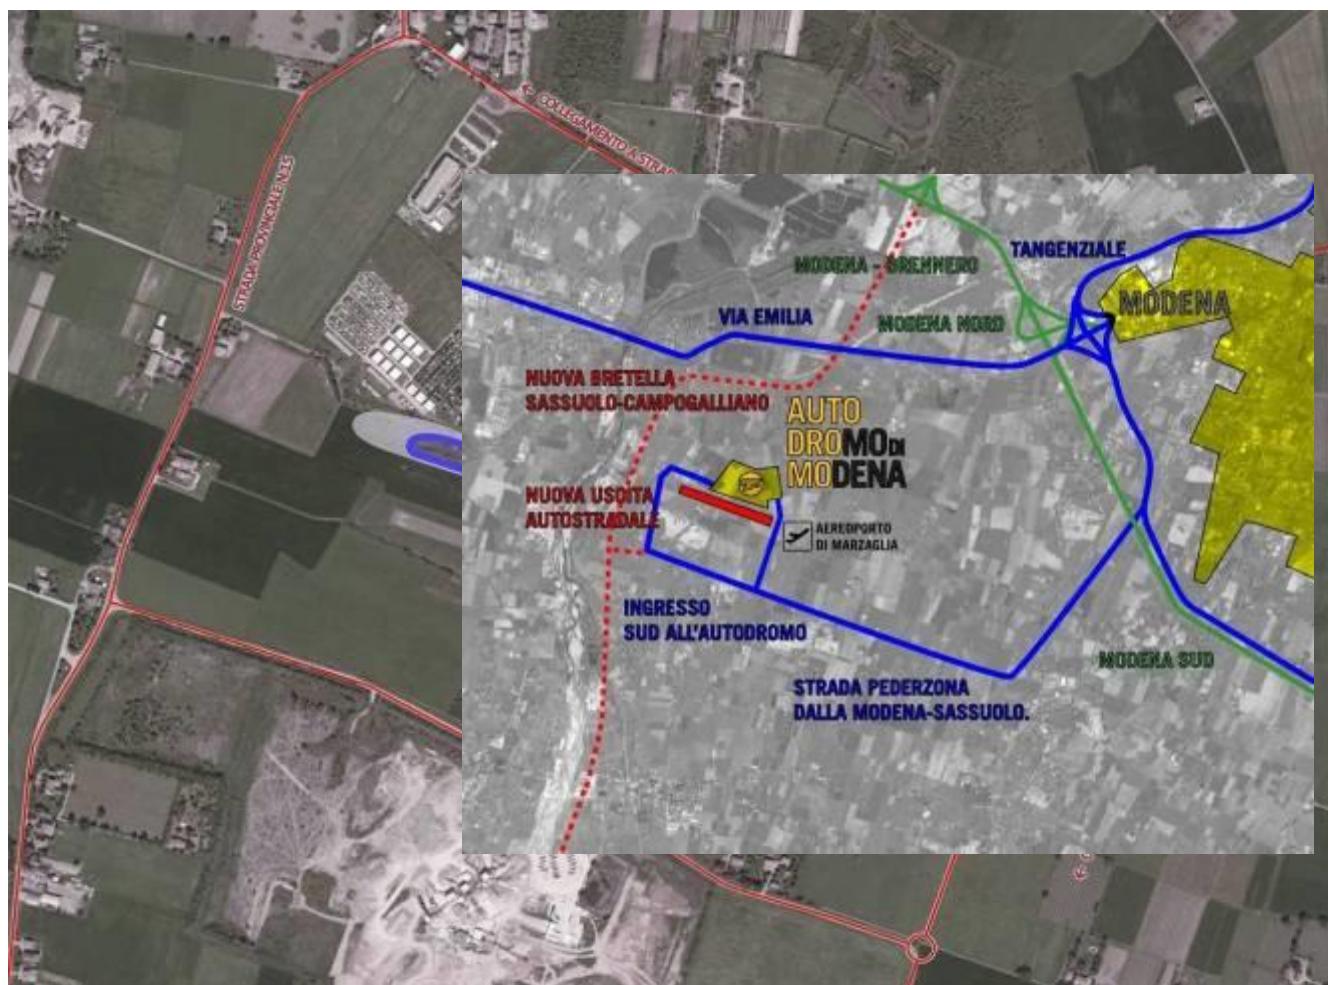 COLLEGAMENTO A STRA
STRADA PROVINCIALE N.15
TANGENZIALE
MODENA - BRENNERO
MODENA
VIA EMILIA
MODENA NORD
NUOVA BRETELLA
SASSUOLO-CAMPOGALLIANO
AUTO
DROMO DI
MODENA
NUOVA USCITA
AUTOSTRADALE
AEREOPORTO
DI MARZAGLIA
INGRESSO
SUD ALL'AUTODROMO
MODENA SUD
STRADA PEDERZONA
DALLA MODENA-SASSUOLO.